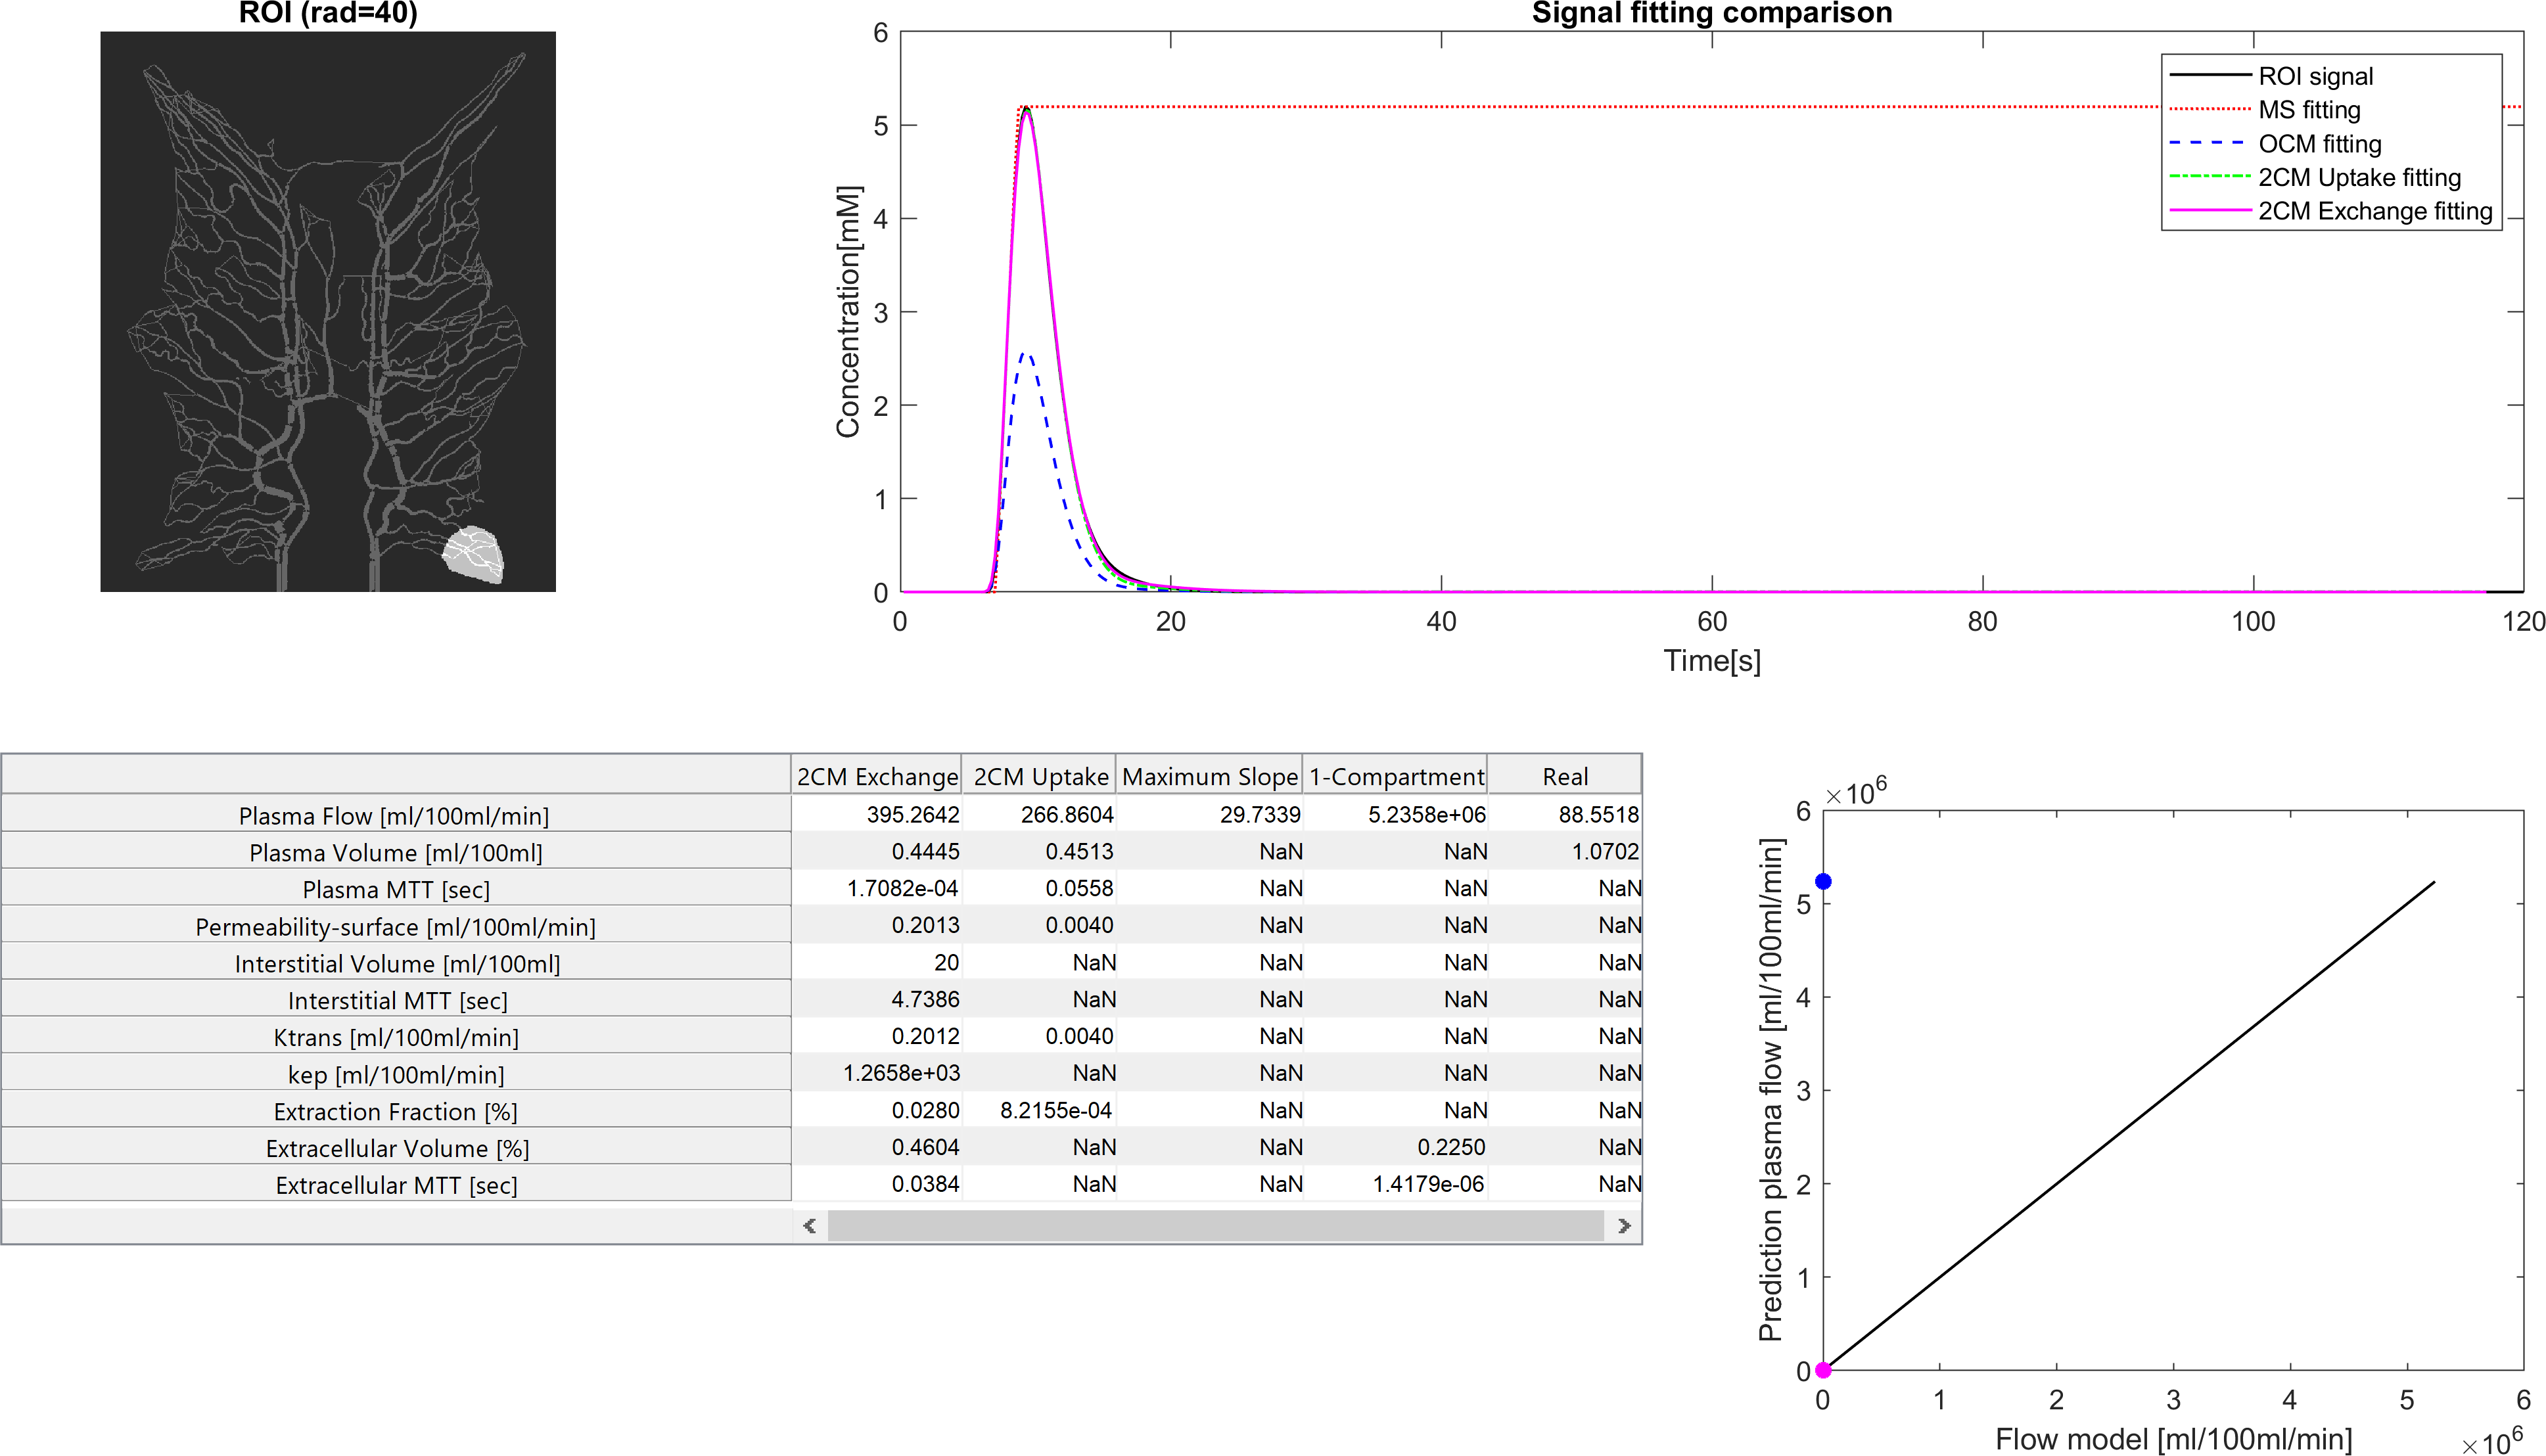 ROI (rad=40)
Signal fitting comparison
6
5
4
3
2
1
0
Concentration[mM]
0 20 40 60 80 100 120
Time[s]
ROI signal
MS fitting
OCM fitting
2CM Uptake fitting
2CM Exchange fitting
2CM Exchange 2CM Uptake Maximum Slope 1-Compartment Real
Plasma Flow [ml/100ml/min] 395.2642 266.8604 29.7339 5.2358e+06 88.5518
Plasma Volume [ml/100ml] 0.4445 0.4513 NaN NaN 1.0702
Plasma MTT [sec] 1.7082e-04 0.0558 NaN NaN NaN
Permeability-surface [ml/100ml/min] 0.2013 0.0040 NaN NaN NaN
Interstitial Volume [ml/100ml] 20 NaN NaN NaN NaN
Interstitial MTT [sec] 4.7386 NaN NaN NaN NaN
Ktrans [ml/100ml/min] 0.2012 0.0040 NaN NaN NaN
kep [ml/100ml/min] 1.2658e+03 NaN NaN NaN NaN
Extraction Fraction [%] 0.0280 8.2155e-04 NaN NaN NaN
Extracellular Volume [%] 0.4604 NaN NaN 0.2250 NaN
Extracellular MTT [sec] 0.0384 NaN NaN 1.4179e-06 NaN
×10^6
6
5
4
3
2
1
0
Prediction plasma flow [ml/100ml/min]
0 1 2 3 4 5 6
Flow model [ml/100ml/min]
×10^6